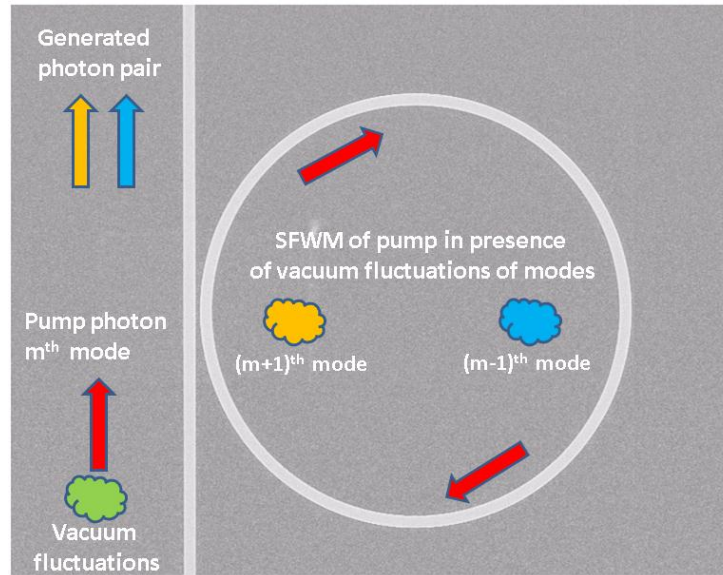 Generated
photon pair
SFWM of pump in presence
of vacuum fluctuations of modes
(m+1)th mode
(m-1)th mode
Pump photon
mth mode
Vacuum
fluctuations